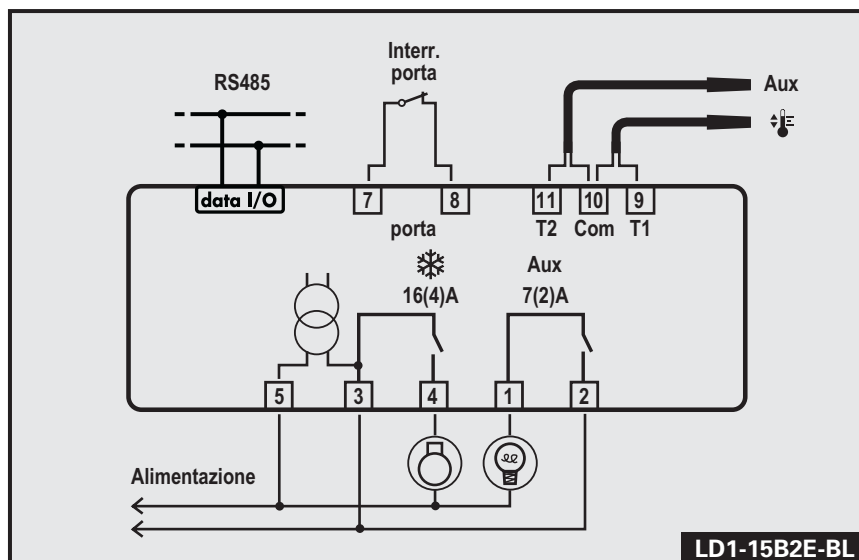 Interr.
porta
RS485
Aux
data I/O
7
8
11
10
9
porta
T2 Com T1
Aux
16(4)A
7(2)A
5
3
4
1
2
Alimentazione
LD1-15B2E-BL